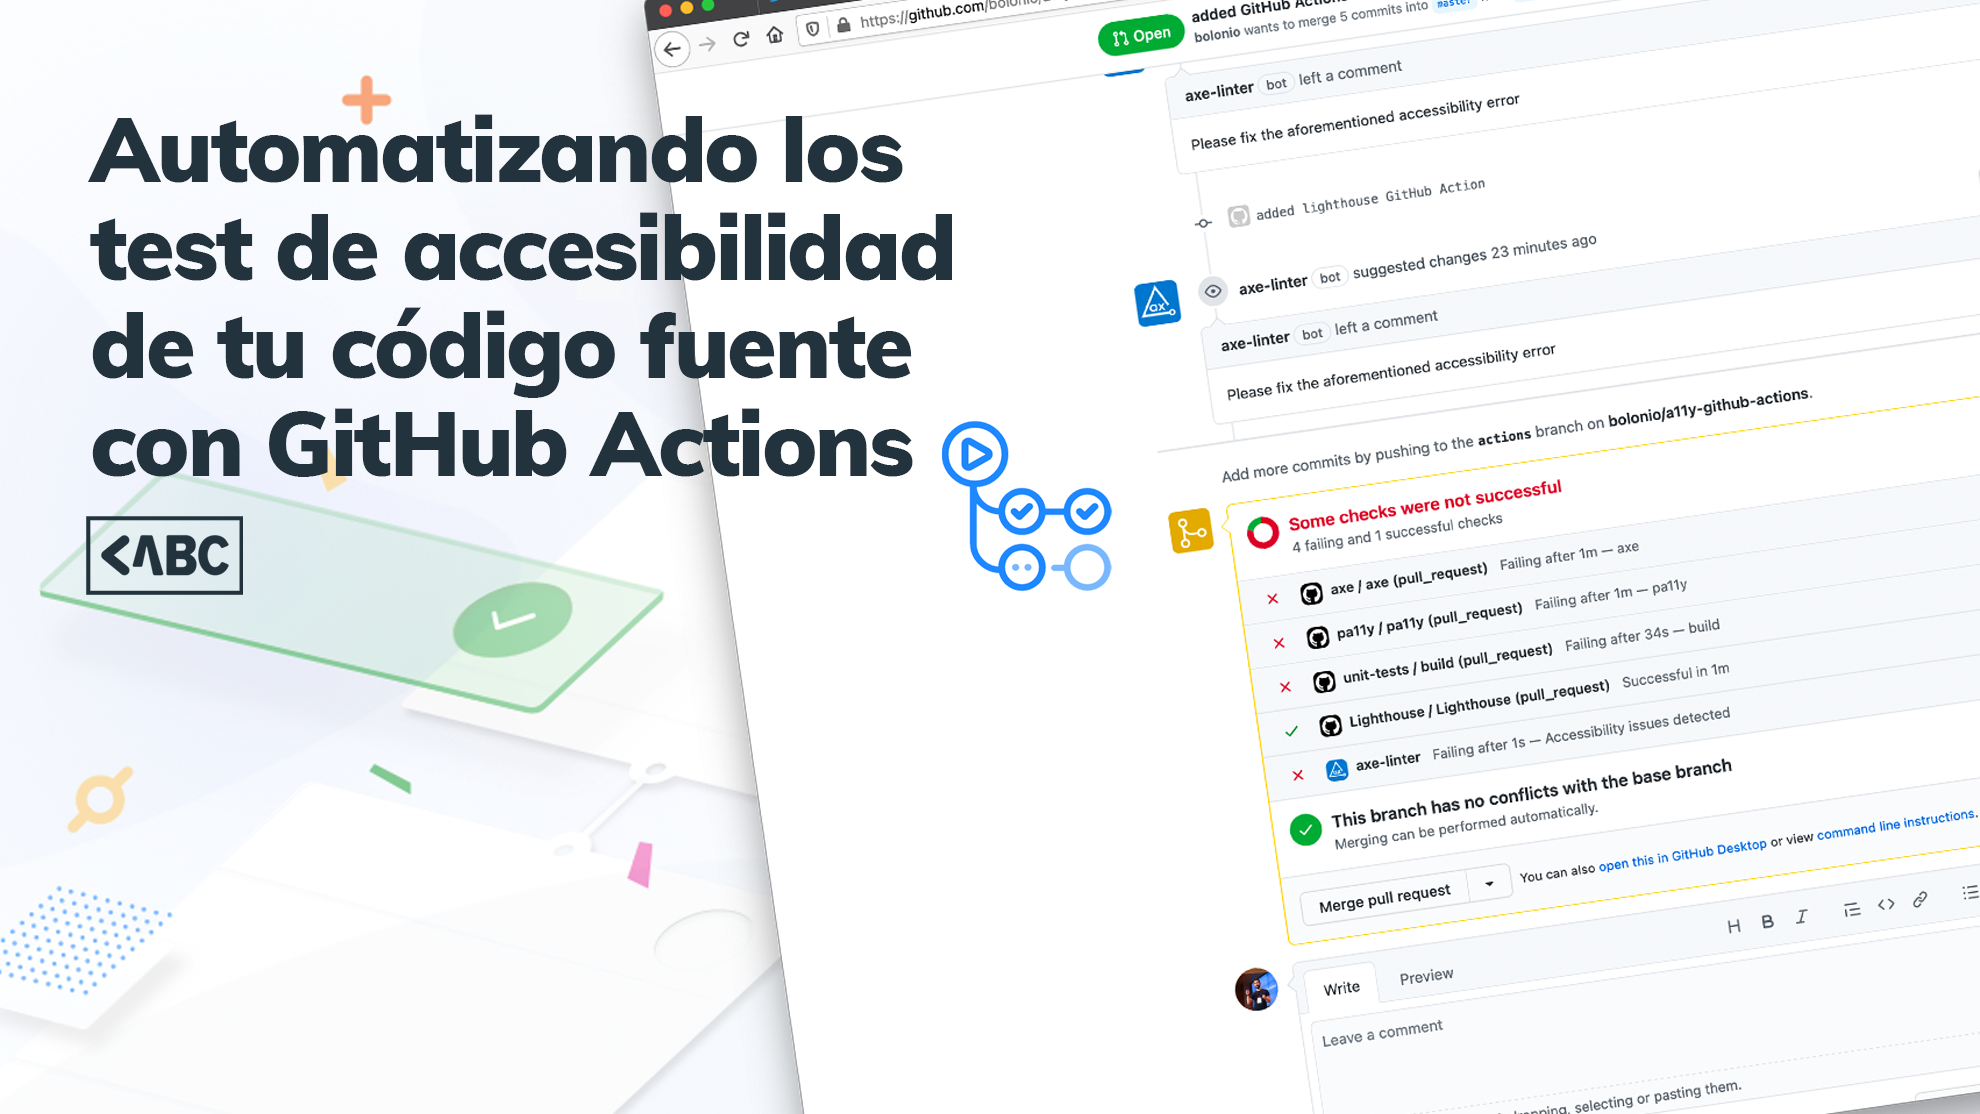 Automatizando los
test de accesibilidad
de tu código fuente
con GitHub Actions
<ABC
https://github.com/bolonio/
Open
added GitHub Actions
bolonio wants to merge 5 commits into master
axe-linter bot left a comment
Please fix the aforementioned accessibility error
added lighthouse GitHub Action
axe-linter bot suggested changes 23 minutes ago
ax
axe-linter bot left a comment
Please fix the aforementioned accessibility error
Add more commits by pushing to the actions branch on bolonio/a11y-github-actions.
Some checks were not successful
4 failing and 1 successful checks
axe / axe (pull_request) Failing after 1m — axe
pa11y / pa11y (pull_request) Failing after 1m — pa11y
unit-tests / build (pull_request) Failing after 34s — build
Lighthouse / Lighthouse (pull_request) Successful in 1m
axe-linter Failing after 1s — Accessibility issues detected
This branch has no conflicts with the base branch
Merging can be performed automatically.
Merge pull request
You can also open this in GitHub Desktop or view command line instructions.
H B I
Write
Preview
Leave a comment
selecting or pasting them.